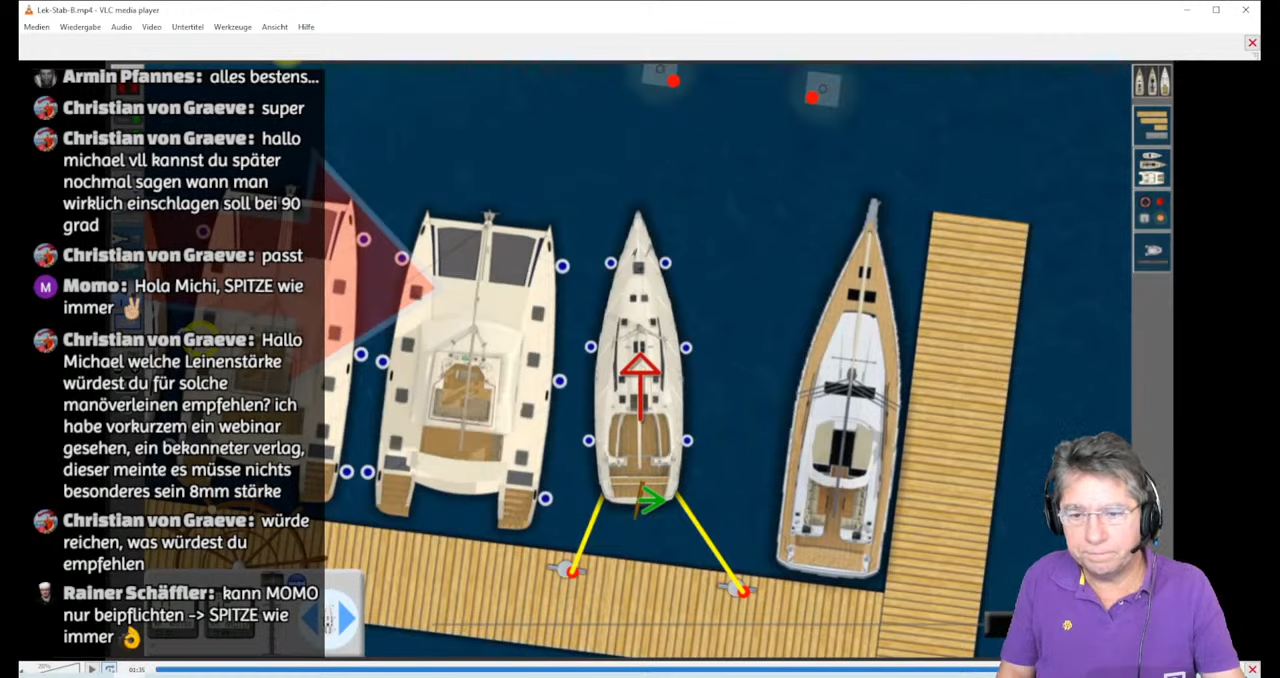 Lek-Stab-B.mp4 - VLC media player
Medien Wiedergabe Audio Video Untertitel Werkzeuge Ansicht Hilfe
Armin Pfannes: alles bestens...
Christian von Graeve: super
Christian von Graeve: hallo
michael vll kannst du später
nochmal sagen wann man
wirklich einschlagen soll bei 90
grad
Christian von Graeve: passt
M Momo: Hola Michi, SPITZE wie
immer ✌🏻
Christian von Graeve: Hallo
Michael welche Leinenstärke
würdest du für solche
manöverleinen empfehlen? ich
habe vorkurzem ein webinar
gesehen, ein bekannter verlag,
dieser meinte es müsse nichts
besonderes sein 8mm stärke
Christian von Graeve: würde
reichen, was würdest du
empfehlen
Rainer Schäffler: kann MOMO
nur beipflichten -> SPITZE wie
immer 👌
20%
01:35